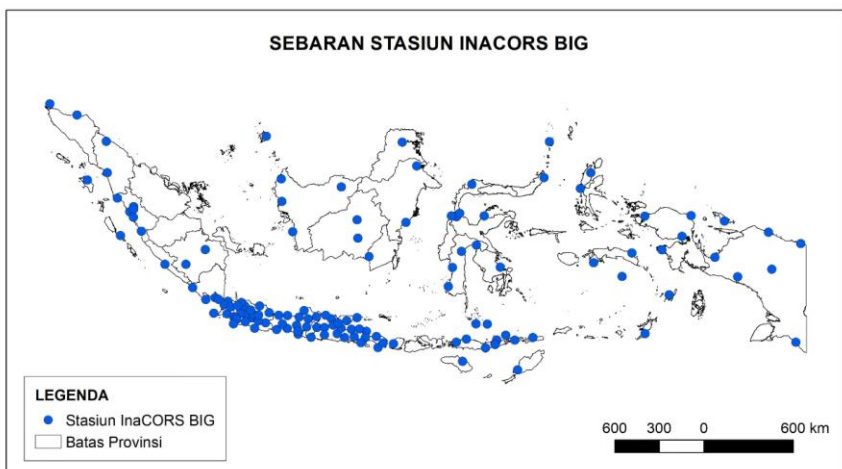 SEBARAN STASIUN INACORS BIG
LEGENDA
Stasiun InaCORS BIG
Batas Provinsi
600 300 0 600 km